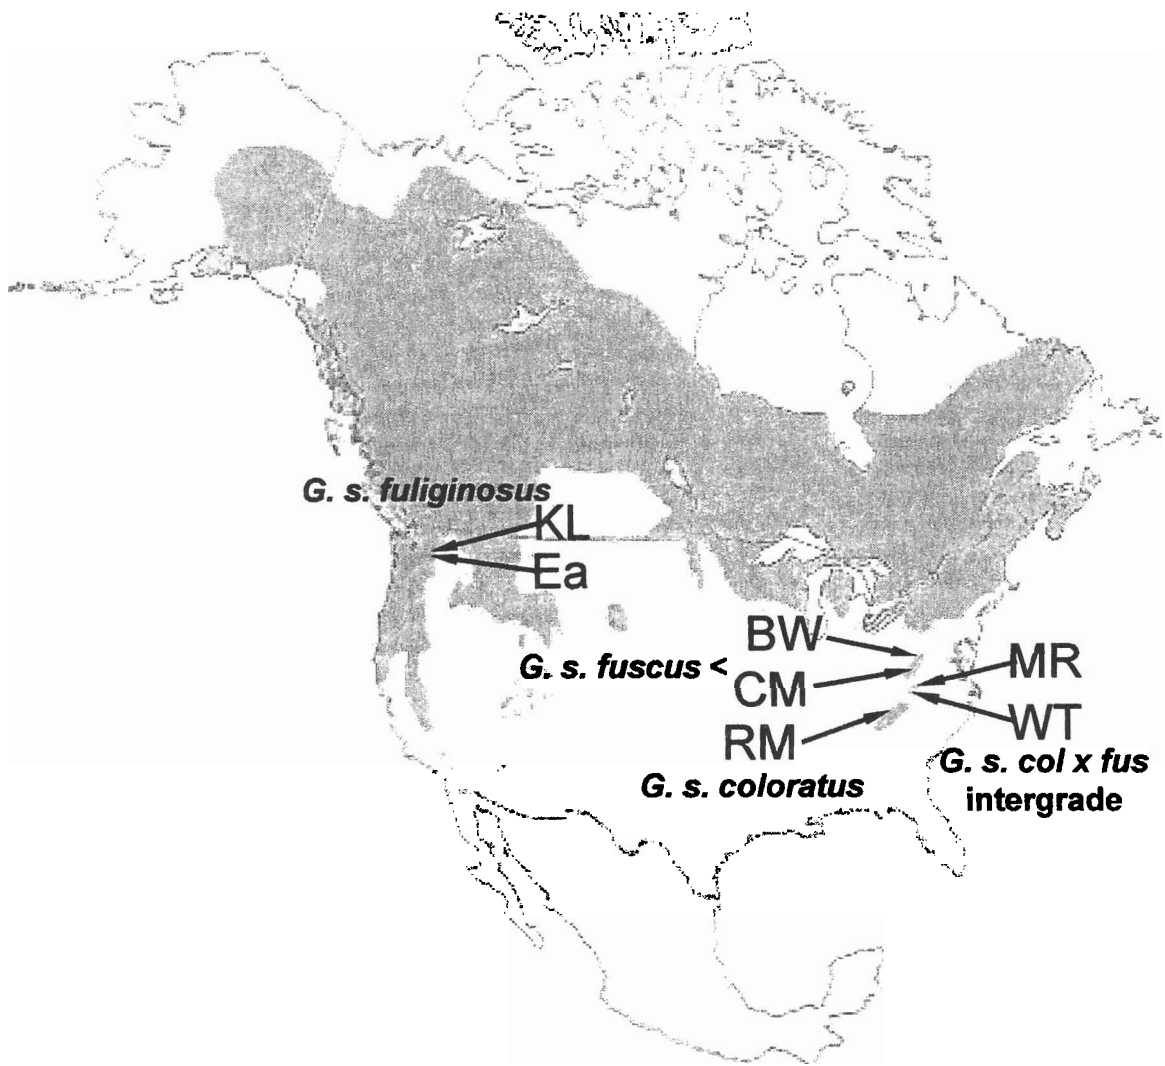 G. s. fuliginosus
KL
Ea
BW
G. s. fuscus <
CM
RM
G. s. coloratus
MR
WT
G. s. col x fus
intergrade